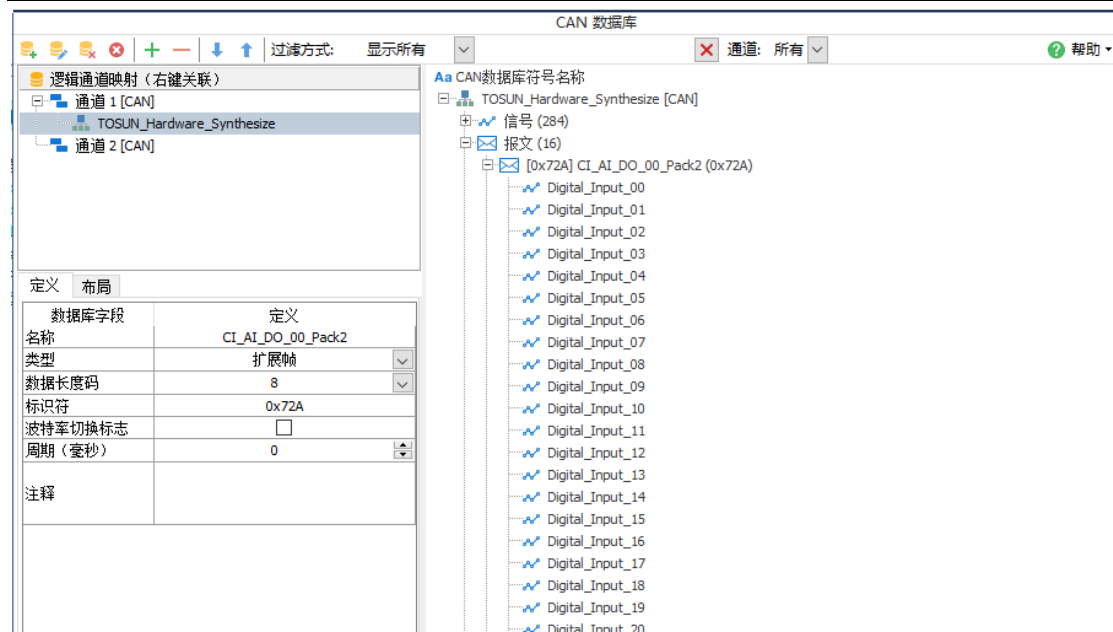 CAN 数据库
过滤方式: 显示所有 通道: 所有 帮助
逻辑通道映射（右键关联）
通道 1 [CAN]
TOSUN_Hardware_Synthesize
通道 2 [CAN]
定义 布局
数据库字段 定义
名称 CI_AI_DO_00_Pack2
类型 扩展帧
数据长度码 8
标识符 0x72A
波特率切换标志
周期（毫秒） 0
注释
Aa CAN数据库符号名称
TOSUN_Hardware_Synthesize [CAN]
信号 (284)
报文 (16)
[0x72A] CI_AI_DO_00_Pack2 (0x72A)
Digital_Input_00
Digital_Input_01
Digital_Input_02
Digital_Input_03
Digital_Input_04
Digital_Input_05
Digital_Input_06
Digital_Input_07
Digital_Input_08
Digital_Input_09
Digital_Input_10
Digital_Input_11
Digital_Input_12
Digital_Input_13
Digital_Input_14
Digital_Input_15
Digital_Input_16
Digital_Input_17
Digital_Input_18
Digital_Input_19
Digital_Input_20